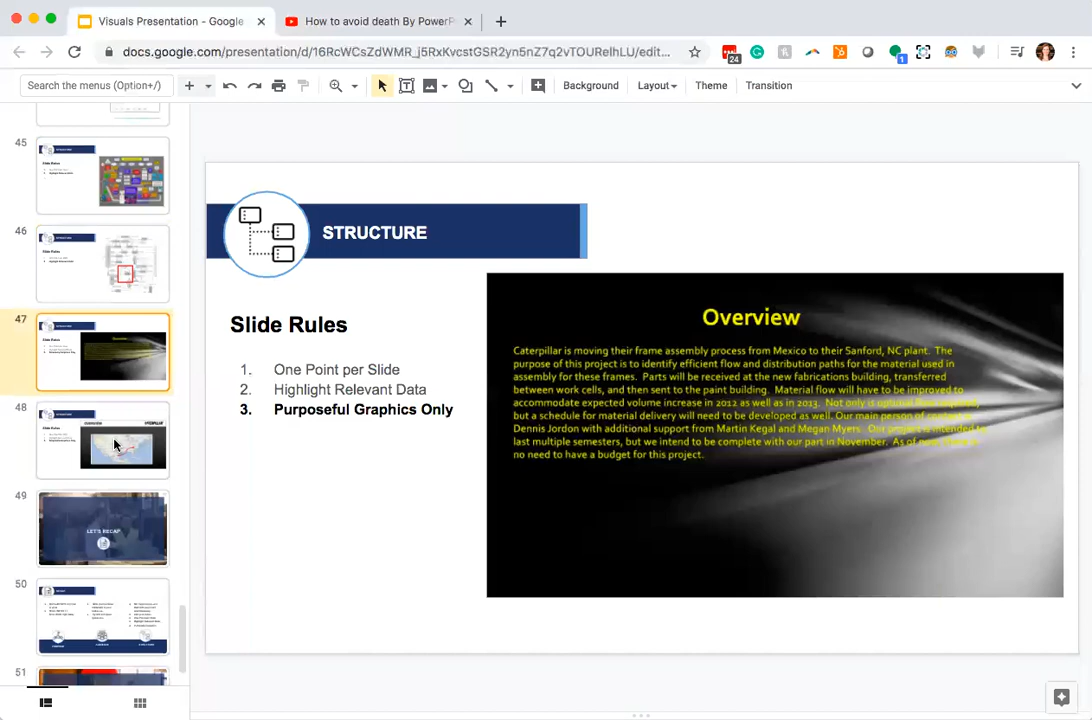 Visuals Presentation - Google
How to avoid death By PowerP
docs.google.com/presentation/d/16RcWCsZdWMR_j5RxKvcstGSR2yn5nZ7q2vTOURelhLU/edit...
24
1
Search the menus (Option+/)
Background
Layout
Theme
Transition
45
46
47
48
49
LET'S RECAP
50
51
STRUCTURE
Slide Rules
1. One Point per Slide
2. Highlight Relevant Data
3. Purposeful Graphics Only
Overview
Caterpillar is moving their frame assembly process from Mexico to their Sanford, NC plant. The
purpose of this project is to identify efficient flow and distribution paths for the material used in
assembly for these frames. Parts will be received at the new fabrications building, transferred
between work cells, and then sent to the paint building. Material flow will have to be improved to
accommodate expected volume increase in 2012 as well as in 2013. Not only is optimal
but a schedule for material delivery will need to be developed as well. Our main person of
Dennis Jordon with additional support from Martin Kegal and Megan Myers. Our project is intended to
last multiple semesters, but we intend to be complete with our part in November. As of now, there is
no need to have a budget for this project.